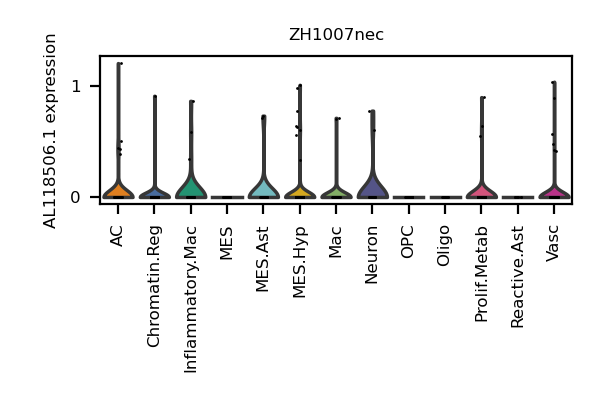 ZH1007nec
AL118506.1 expression
1
0
AC
Chromatin.Reg
Inflammatory.Mac
MES
MES.Ast
MES.Hyp
Mac
Neuron
OPC
Oligo
Prolif.Metab
Reactive.Ast
Vasc